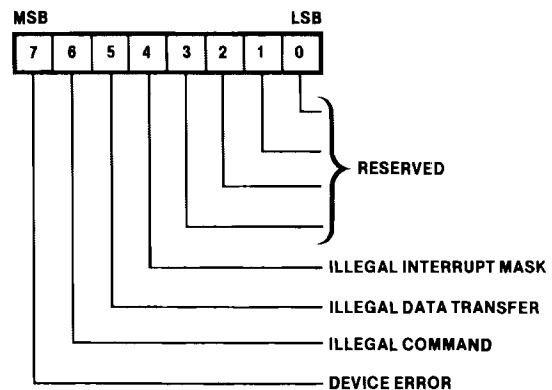 MSB LSB
7 6 5 4 3 2 1 0
RESERVED
ILLEGAL INTERRUPT MASK
ILLEGAL DATA TRANSFER
ILLEGAL COMMAND
DEVICE ERROR